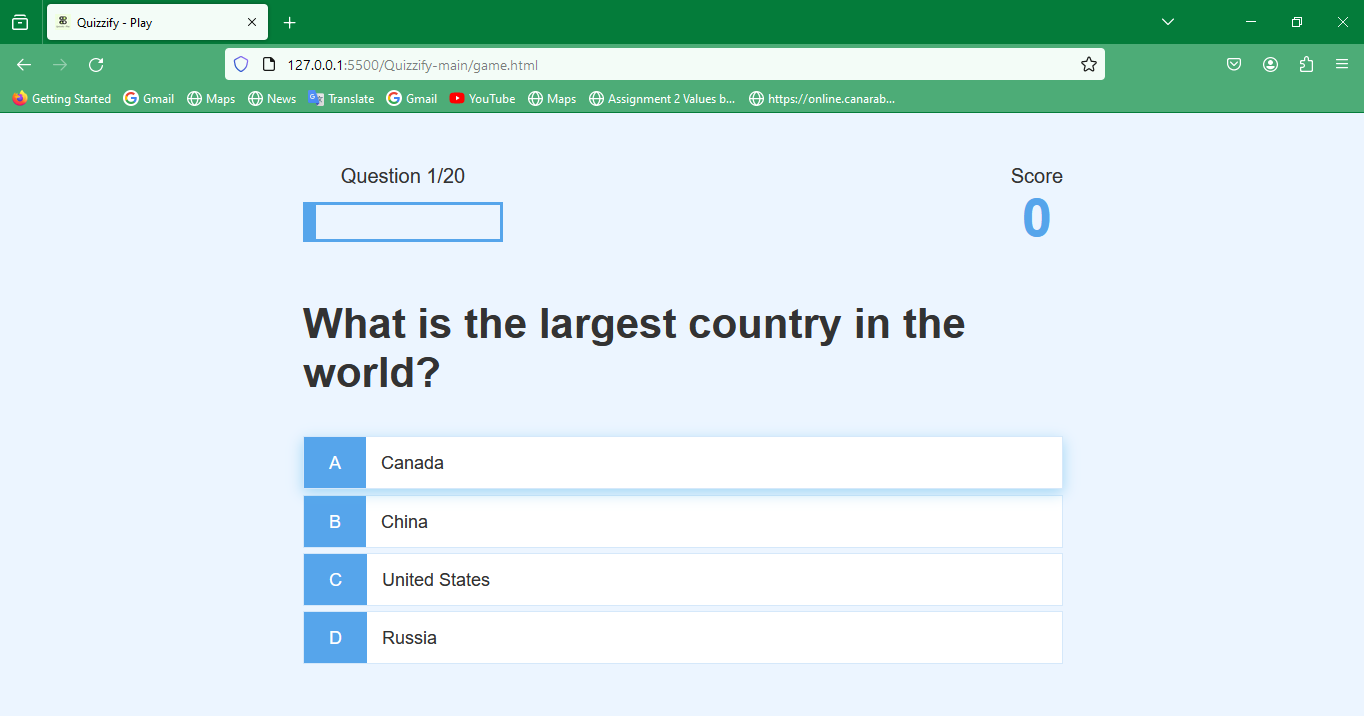 Quizzify - Play
127.0.0.1:5500/Quizzify-main/game.html
Getting Started Gmail Maps News Translate Gmail YouTube Maps Assignment 2 Values b... https://online.canarab...
Question 1/20
Score
0
What is the largest country in the
world?
A Canada
B China
C United States
D Russia